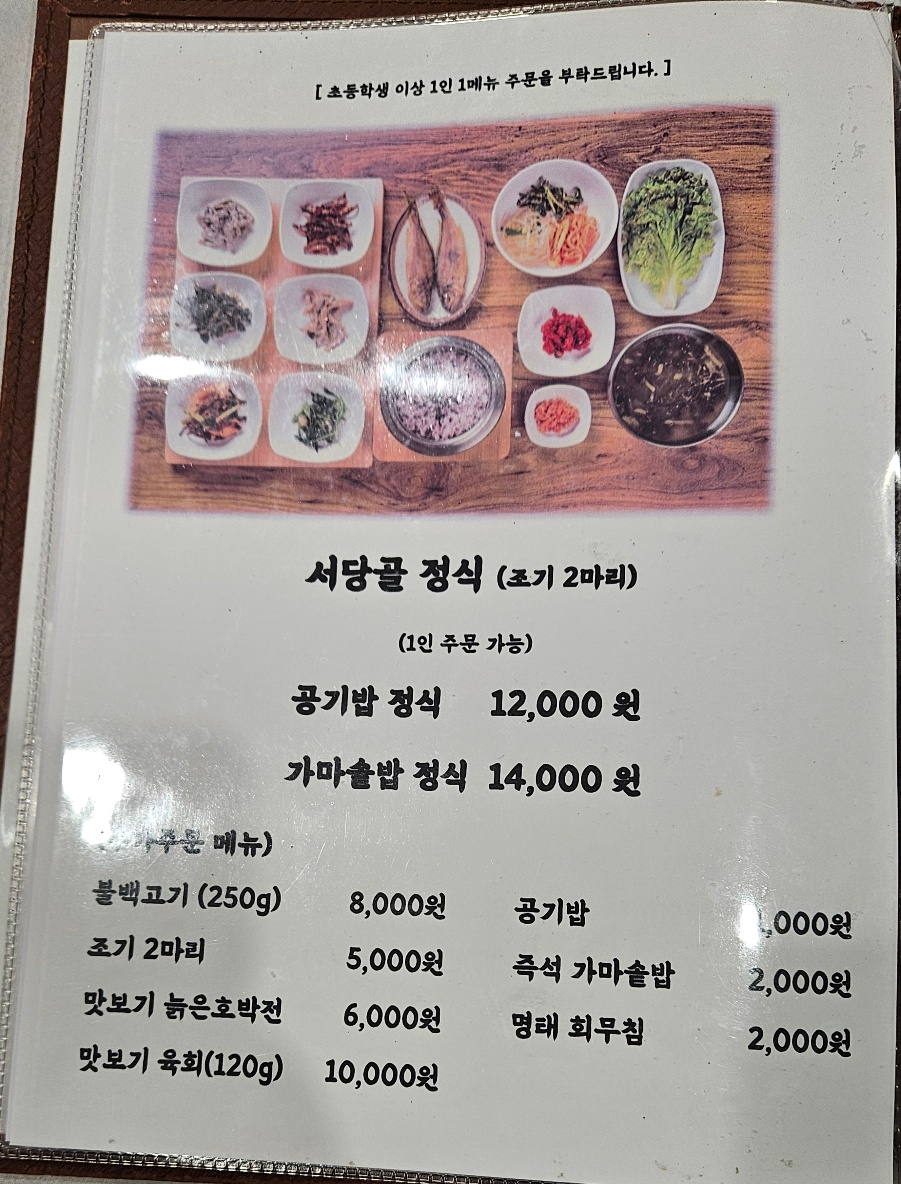 [ 초등학생 이상 1인 1메뉴 주문을 부탁드립니다. ]
서당골 정식 (조기 2마리)
(1인 주문 가능)
공기밥 정식 12,000 원
가마솥밥 정식 14,000 원
메뉴)
불백고기 (250g) 8,000원
조기 2마리 5,000원
맛보기 늙은호박전 6,000원
맛보기 육회(120g) 10,000원
공기밥
즉석 가마솥밥 2,000원
명태 회무침 2,000원